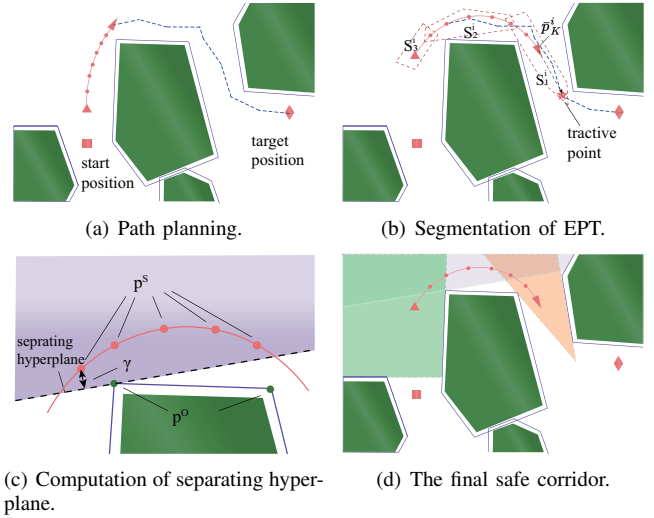 start
position
target
position
(a) Path planning.
S₃ⁱ
S₂ⁱ
S₁ⁱ
p̄ⁱ_K
tractive
point
(b) Segmentation of EPT.
pˢ
seprating
hyperplane
γ
pᴼ
(c) Computation of separating hyper-
plane.
(d) The final safe corridor.